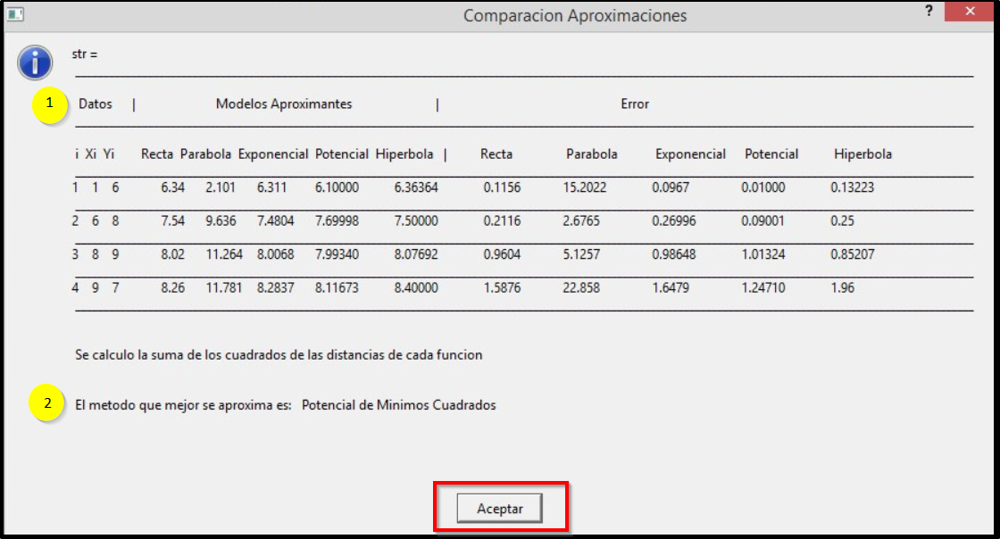 Comparacion Aproximaciones ?
str =
1 Datos | Modelos Aproximantes | Error
i Xi Yi Recta Parabola Exponencial Potencial Hiperbola | Recta Parabola Exponencial Potencial Hiperbola
1 1 6 6.34 2.101 6.311 6.10000 6.36364 0.1156 15.2022 0.0967 0.01000 0.13223
2 6 8 7.54 9.636 7.4804 7.69998 7.50000 0.2116 2.6765 0.26996 0.09001 0.25
3 8 9 8.02 11.264 8.0068 7.99340 8.07692 0.9604 5.1257 0.98648 1.01324 0.85207
4 9 7 8.26 11.781 8.2837 8.11673 8.40000 1.5876 22.858 1.6479 1.24710 1.96
Se calculo la suma de los cuadrados de las distancias de cada funcion
2 El metodo que mejor se aproxima es: Potencial de Minimos Cuadrados
Aceptar